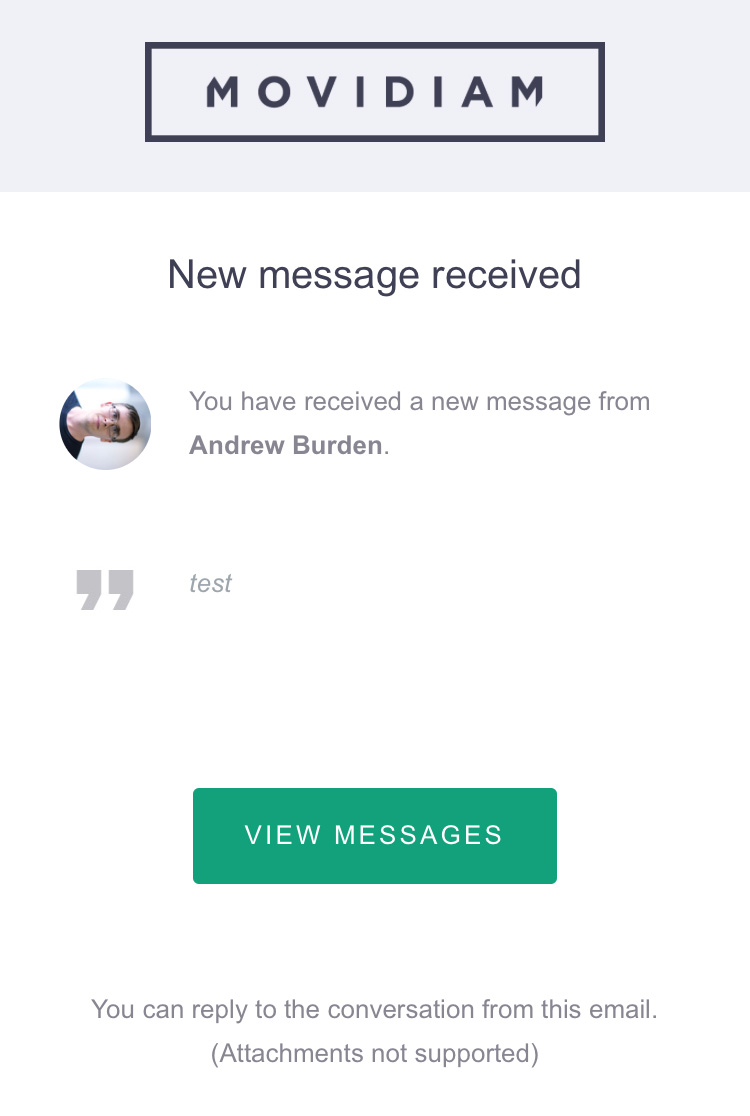 MOVIDIAM
New message received
You have received a new message from
Andrew Burden.
test
VIEW MESSAGES
You can reply to the conversation from this email.
(Attachments not supported)